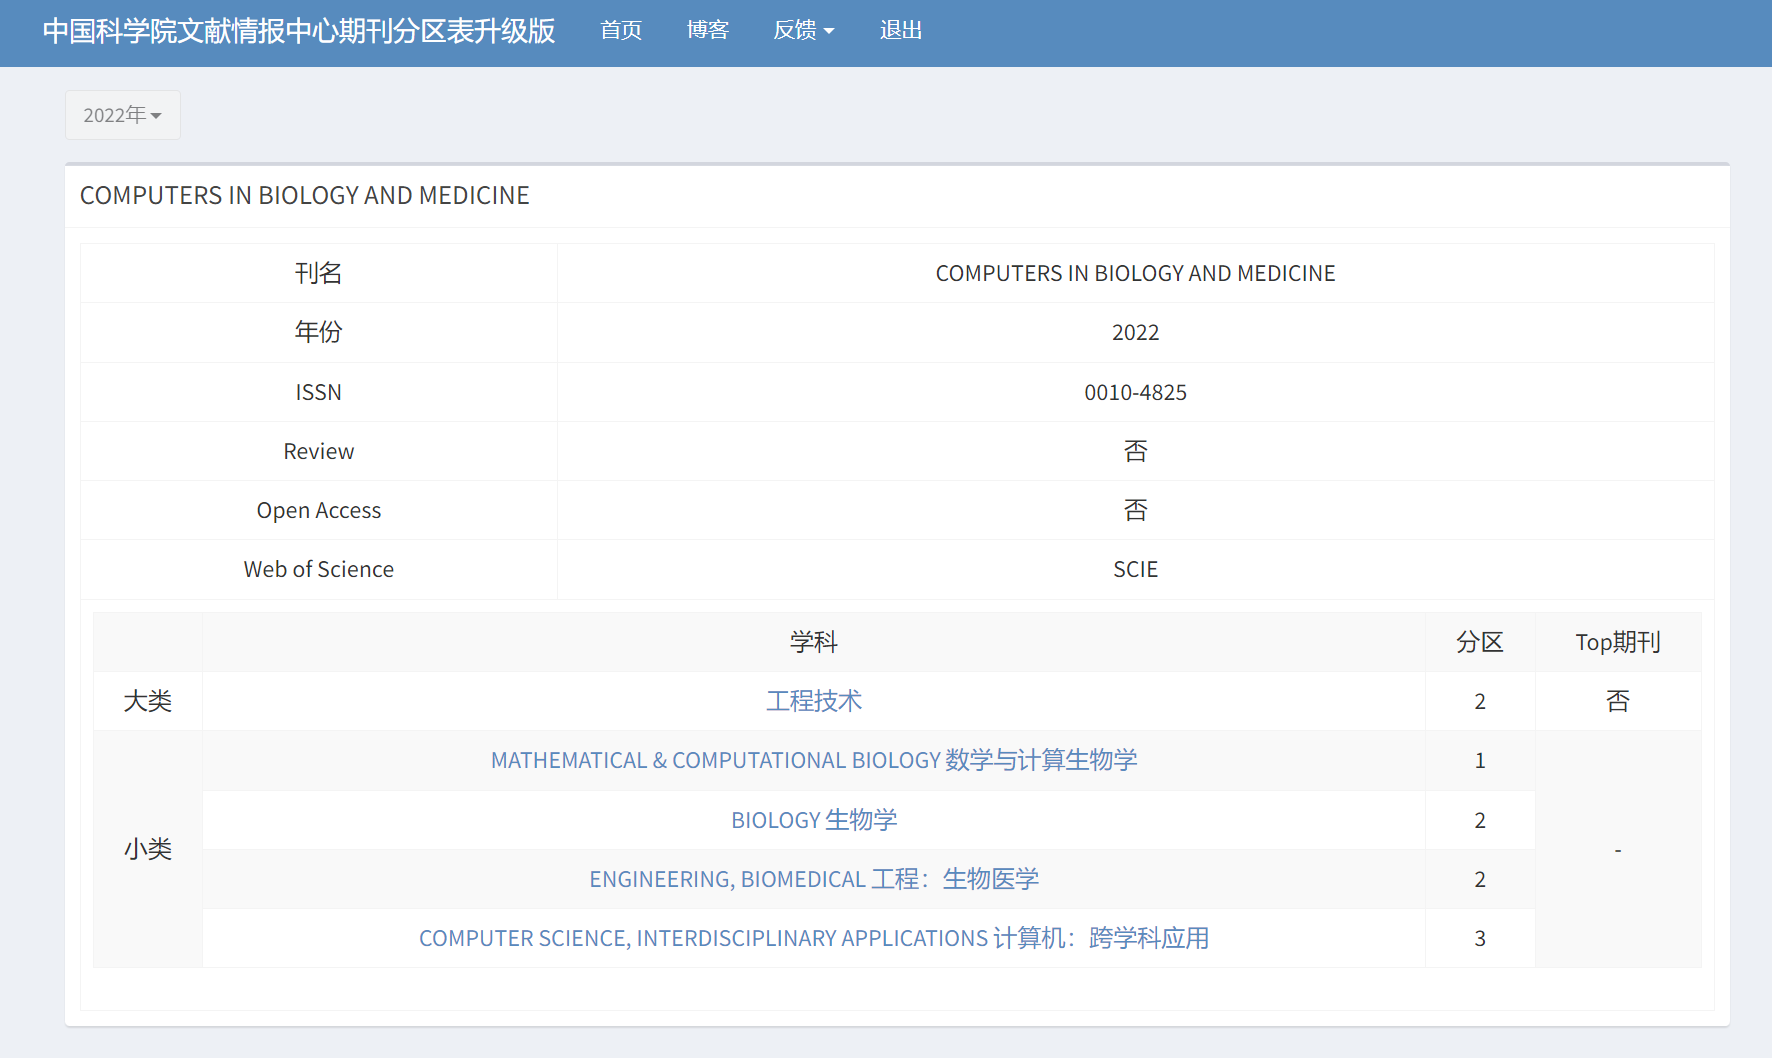 中国科学院文献情报中心期刊分区表升级版 首页 博客 反馈 退出
2022年
COMPUTERS IN BIOLOGY AND MEDICINE
刊名 COMPUTERS IN BIOLOGY AND MEDICINE
年份 2022
ISSN 0010-4825
Review 否
Open Access 否
Web of Science SCIE
学科 分区 Top期刊
大类 工程技术 2 否
小类 MATHEMATICAL & COMPUTATIONAL BIOLOGY 数学与计算生物学 1 -
BIOLOGY 生物学 2
ENGINEERING, BIOMEDICAL 工程：生物医学 2
COMPUTER SCIENCE, INTERDISCIPLINARY APPLICATIONS 计算机：跨学科应用 3